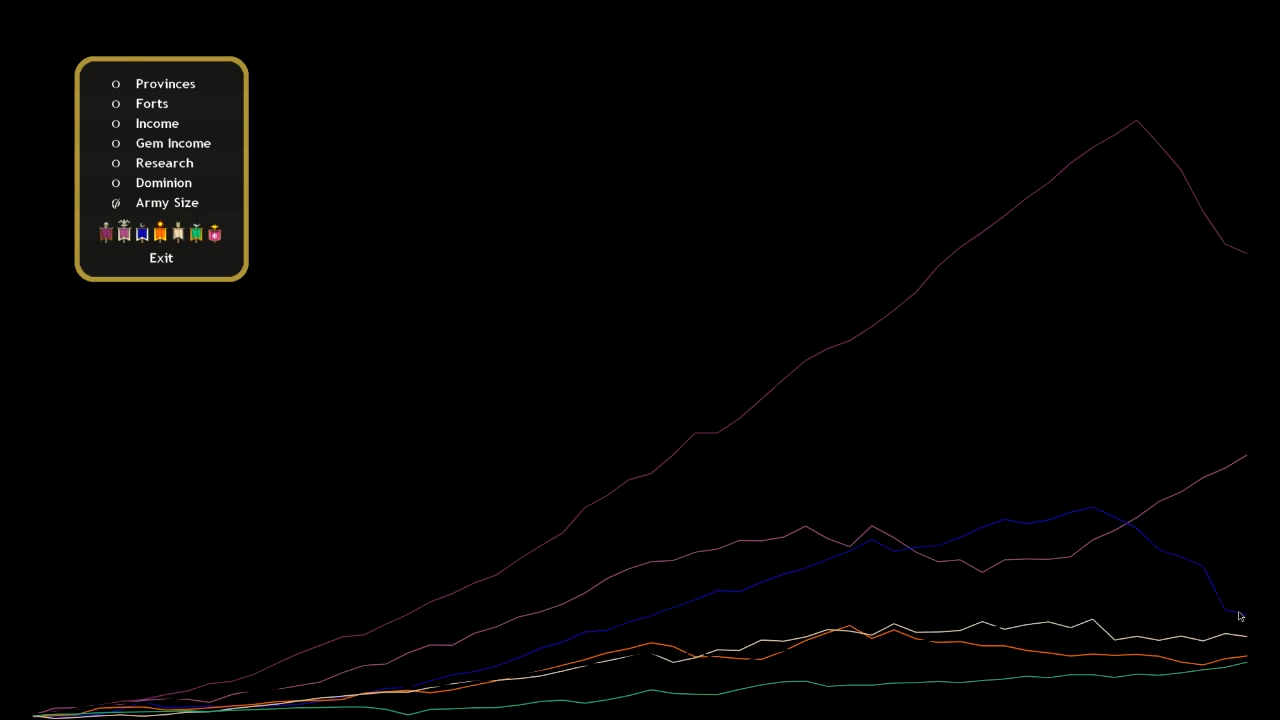 O Provinces
O Forts
O Income
O Gem Income
O Research
O Dominion
Army Size
Exit